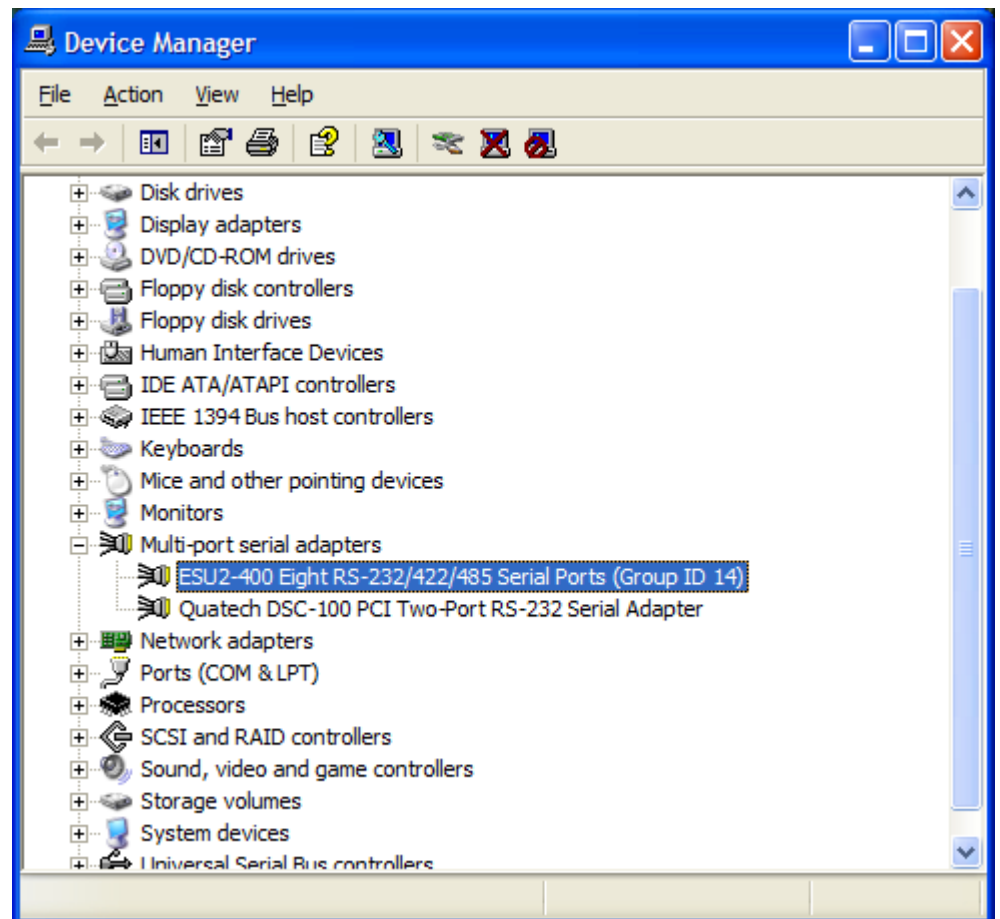 Device Manager
File Action View Help
Disk drives
Display adapters
DVD/CD-ROM drives
Floppy disk controllers
Floppy disk drives
Human Interface Devices
IDE ATA/ATAPI controllers
IEEE 1394 Bus host controllers
Keyboards
Mice and other pointing devices
Monitors
Multi-port serial adapters
ESU2-400 Eight RS-232/422/485 Serial Ports (Group ID 14)
Quatech DSC-100 PCI Two-Port RS-232 Serial Adapter
Network adapters
Ports (COM & LPT)
Processors
SCSI and RAID controllers
Sound, video and game controllers
Storage volumes
System devices
Universal Serial Bus controllers